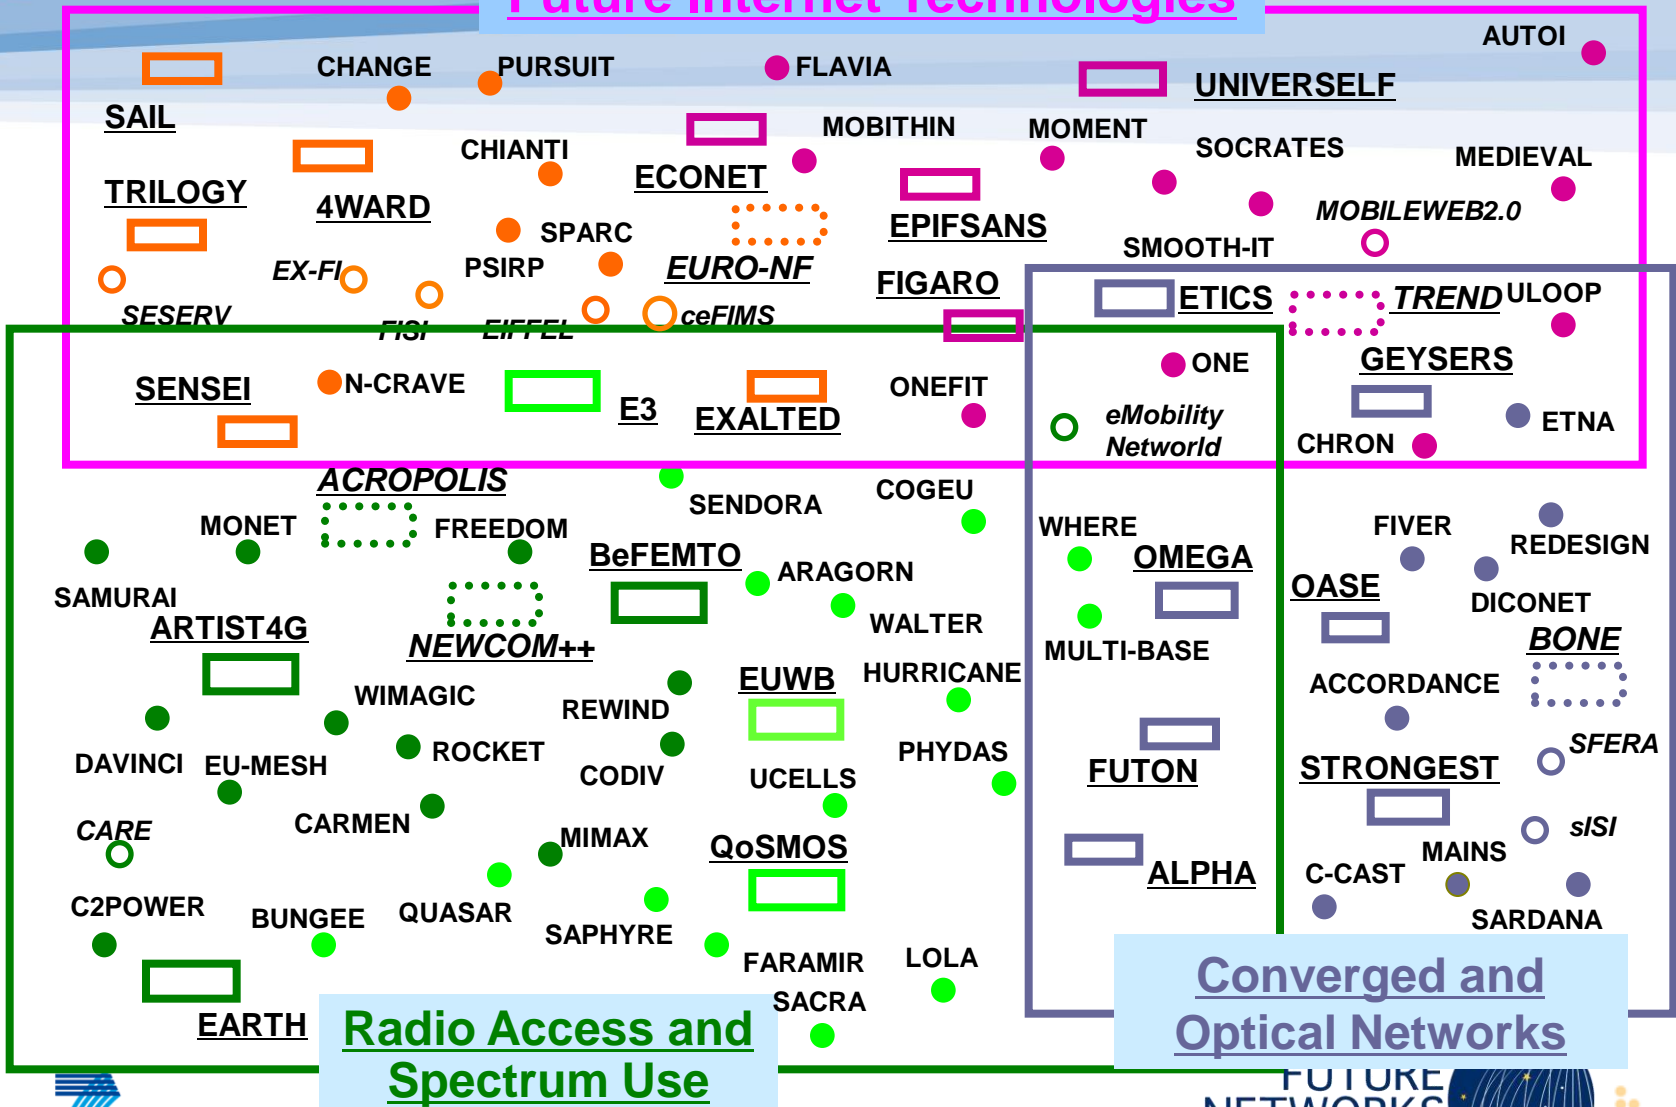 Future Internet Technologies
AUTOI
CHANGE
PURSUIT
FLAVIA
UNIVERSELF
SAIL
MOBITHIN
MOMENT
CHIANTI
SOCRATES
MEDIEVAL
ECONET
TRILOGY
4WARD
MOBILEWEB2.0
EPIFSANS
SPARC
SMOOTH-IT
EX-FI
PSIRP
EURO-NF
FIGARO
ETICS
TREND
ULOOP
SESERV
FISI
EIFFEL
ceFIMS
GEYSERS
ONE
SENSEI
N-CRAVE
E3
EXALTED
ONEFIT
eMobility
Networld
ETNA
CHRON
ACROPOLIS
SENDORA
COGEU
MONET
FREEDOM
WHERE
FIVER
REDESIGN
BeFEMTO
OMEGA
ARAGORN
OASE
SAMURAI
DICONET
ARTIST4G
WALTER
BONE
NEWCOM++
MULTI-BASE
EUWB
HURRICANE
ACCORDANCE
WIMAGIC
REWIND
SFERA
DAVINCI
EU-MESH
ROCKET
CODIV
UCELLS
PHYDAS
FUTON
STRONGEST
CARE
CARMEN
MIMAX
QoSMOS
sISI
MAINS
ALPHA
C-CAST
C2POWER
BUNGEE
QUASAR
SARDANA
SAPHYRE
FARAMIR
LOLA
SACRA
Converged and
Optical Networks
EARTH
Radio Access and
Spectrum Use
FUTURE
NETWORKS